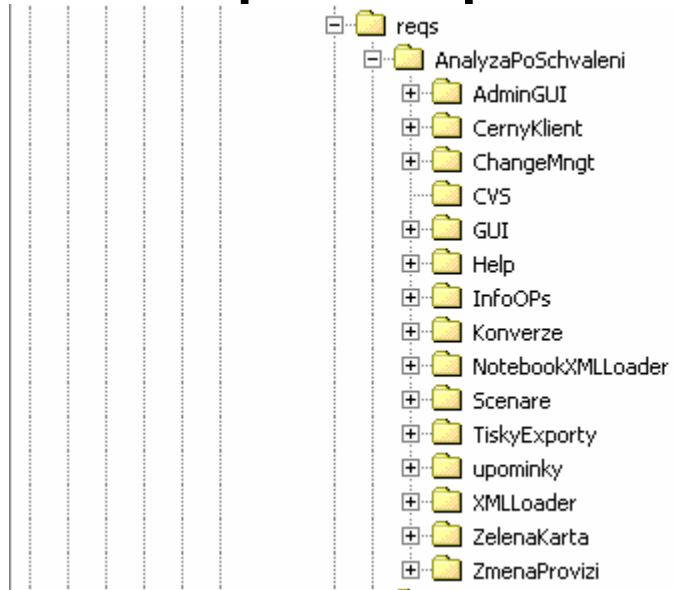 reqs
AnalyzaPoSchvaleni
AdminGUI
CernyKlient
ChangeMngt
CVS
GUI
Help
InfoOPs
Konverze
NotebookXMLLoader
Scenare
TiskyExporty
upominky
XMLLoader
ZelenaKarta
ZmenaProvizi